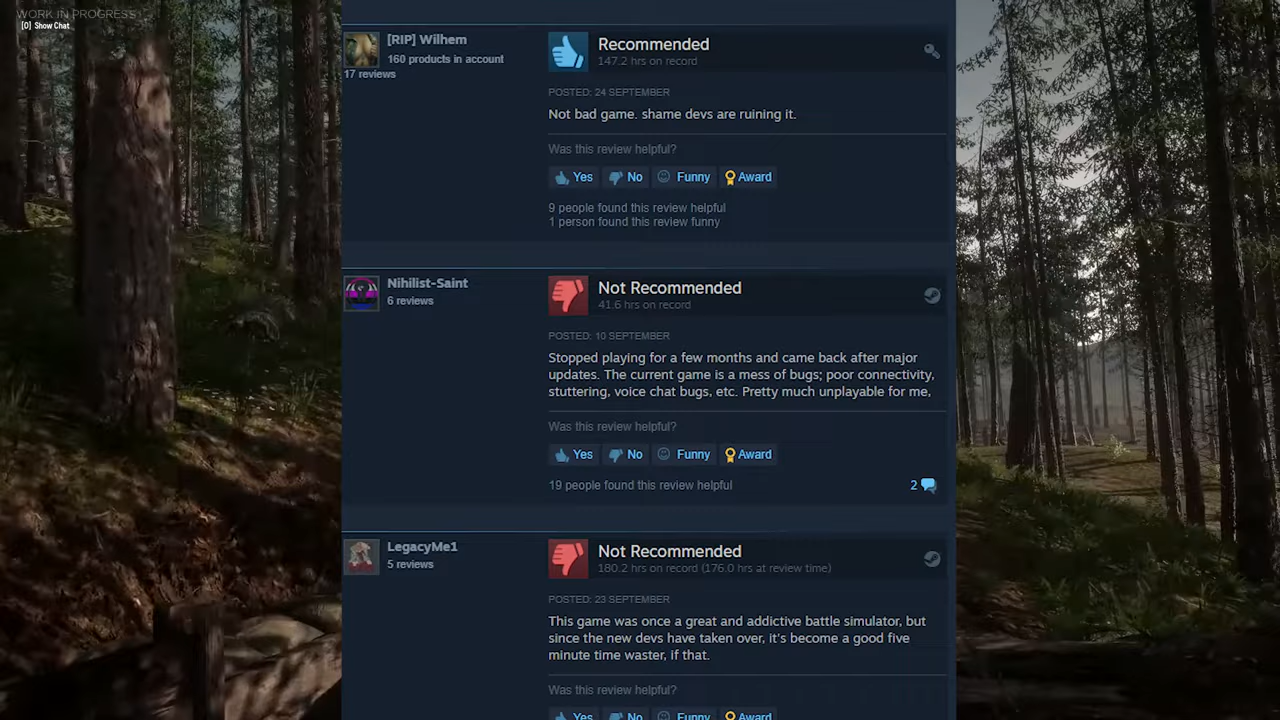 WORK IN PROGRESS
[O] Show Chat
[RIP] Wilhem
160 products in account
17 reviews
Recommended
147.2 hrs on record
POSTED: 24 SEPTEMBER
Not bad game. shame devs are ruining it.
Was this review helpful?
Yes No Funny Award
9 people found this review helpful
1 person found this review funny
Nihilist-Saint
6 reviews
Not Recommended
41.6 hrs on record
POSTED: 10 SEPTEMBER
Stopped playing for a few months and came back after major
updates. The current game is a mess of bugs; poor connectivity,
stuttering, voice chat bugs, etc. Pretty much unplayable for me,
Was this review helpful?
Yes No Funny Award
19 people found this review helpful
2
LegacyMe1
5 reviews
Not Recommended
180.2 hrs on record (176.0 hrs at review time)
POSTED: 23 SEPTEMBER
This game was once a great and addictive battle simulator, but
since the new devs have taken over, it's become a good five
minute time waster, if that.
Was this review helpful?
Yes No Funny Award